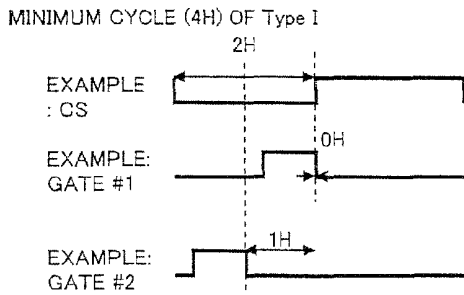 MINIMUM CYCLE (4H) OF Type I
2H
EXAMPLE
: CS
0H
EXAMPLE:
GATE #1
1H
EXAMPLE:
GATE #2